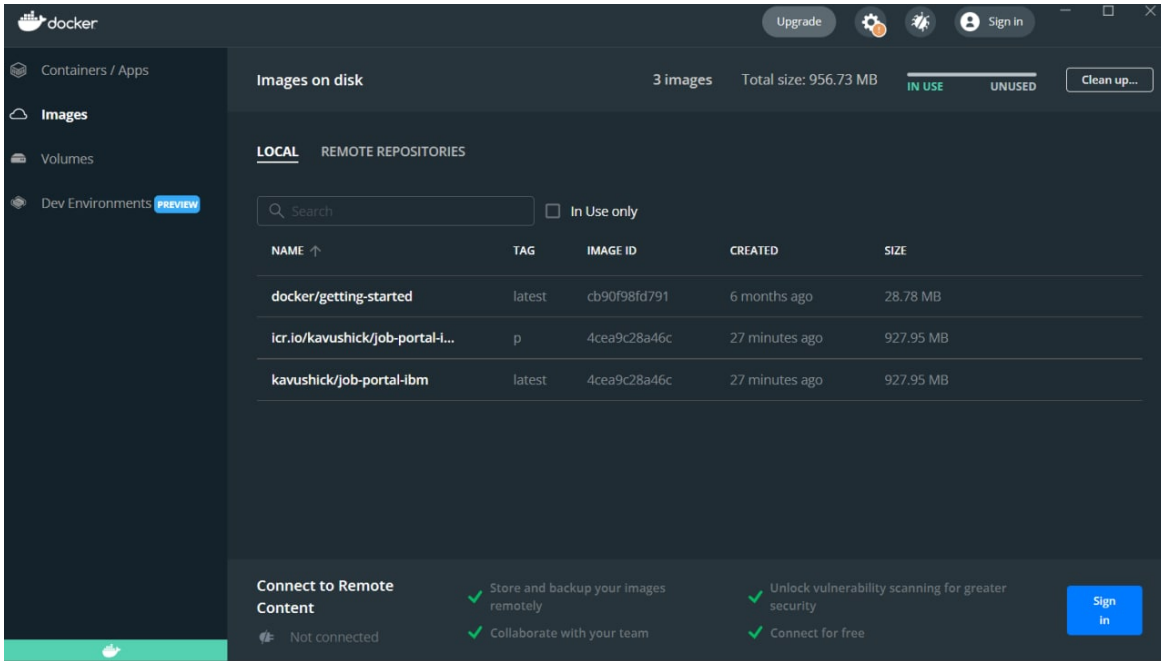 docker
Upgrade
Sign in
Containers / Apps
Images
Volumes
Dev Environments PREVIEW
Images on disk
3 images
Total size: 956.73 MB
IN USE
UNUSED
Clean up...
LOCAL
REMOTE REPOSITORIES
Search
In Use only
NAME TAG IMAGE ID CREATED SIZE
docker/getting-started latest cb90f98fd791 6 months ago 28.78 MB
icr.io/kavushick/job-portal-i... p 4cea9c28a46c 27 minutes ago 927.95 MB
kavushick/job-portal-ibm latest 4cea9c28a46c 27 minutes ago 927.95 MB
Connect to Remote
Content
Not connected
Store and backup your images
remotely
Collaborate with your team
Unlock vulnerability scanning for greater
security
Connect for free
Sign
in